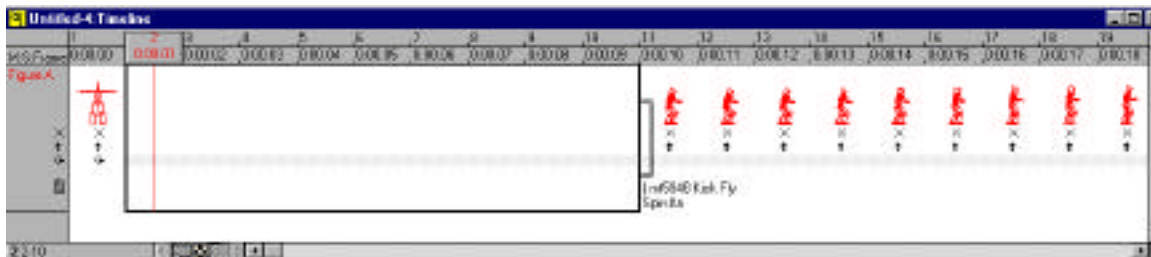 Untitled-4: Timeline
1 2 3 4 5 6 7 8 9 10 11 12 13 14 15 16 17 18 19
M:S:Frame 0:00:00 0:00:01 0:00:02 0:00:03 0:00:04 0:00:05 0:00:06 0:00:07 0:00:08 0:00:09 0:00:10 0:00:11 0:00:12 0:00:13 0:00:14 0:00:15 0:00:16 0:00:17 0:00:18
Figure A
Kick Fly